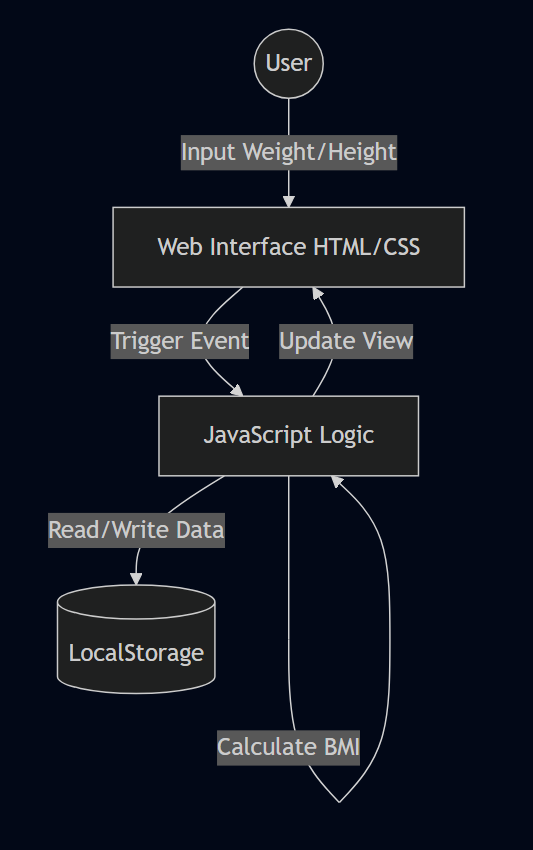 User
Input Weight/Height
Web Interface HTML/CSS
Trigger Event
Update View
JavaScript Logic
Read/Write Data
LocalStorage
Calculate BMI